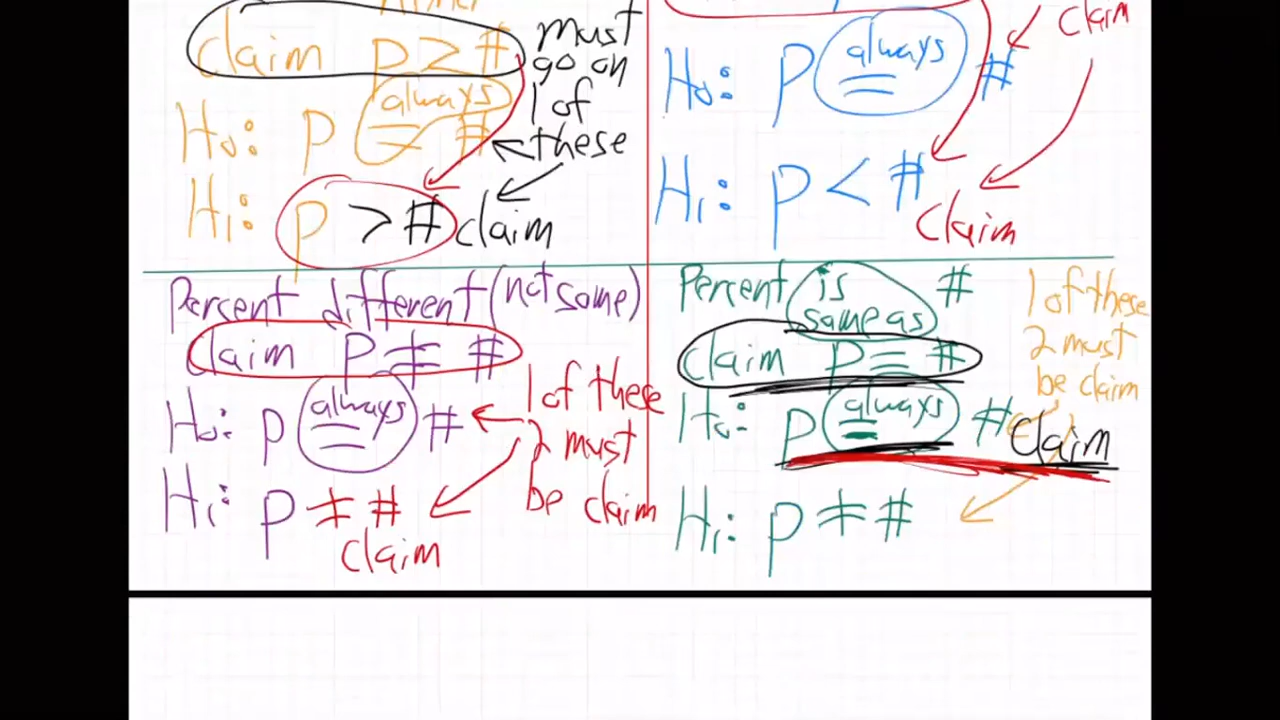 claim p > #
must
go on
1 of
these
always
Ho: p = #
H1: p > # claim
claim
always
Ho: p = #
H1: p < #
claim
Percent different (not same)
claim p ≠ #
always
Ho: p = #
H1: p ≠ #
claim
1 of these
2 must
be claim
Percent is #
same as
claim p = #
always
Ho: p = # claim
H1: p ≠ #
1 of these
2 must
be claim